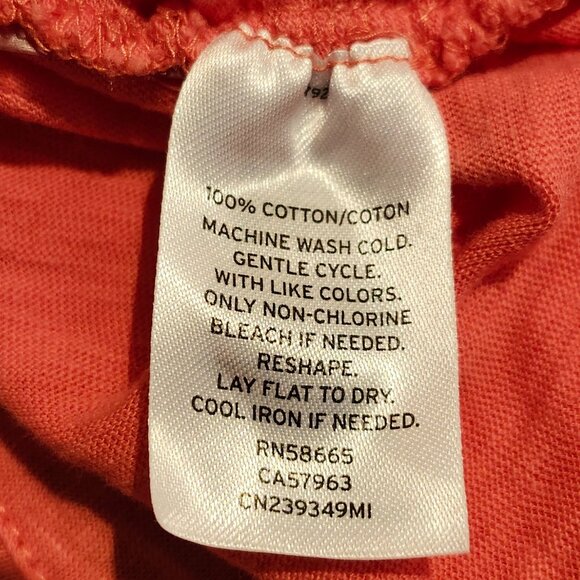 100% COTTON/COTON
MACHINE WASH COLD.
GENTLE CYCLE.
WITH LIKE COLORS.
ONLY NON-CHLORINE
BLEACH IF NEEDED.
RESHAPE.
LAY FLAT TO DRY.
COOL IRON IF NEEDED.
RN58665
CA57963
CN239349MI